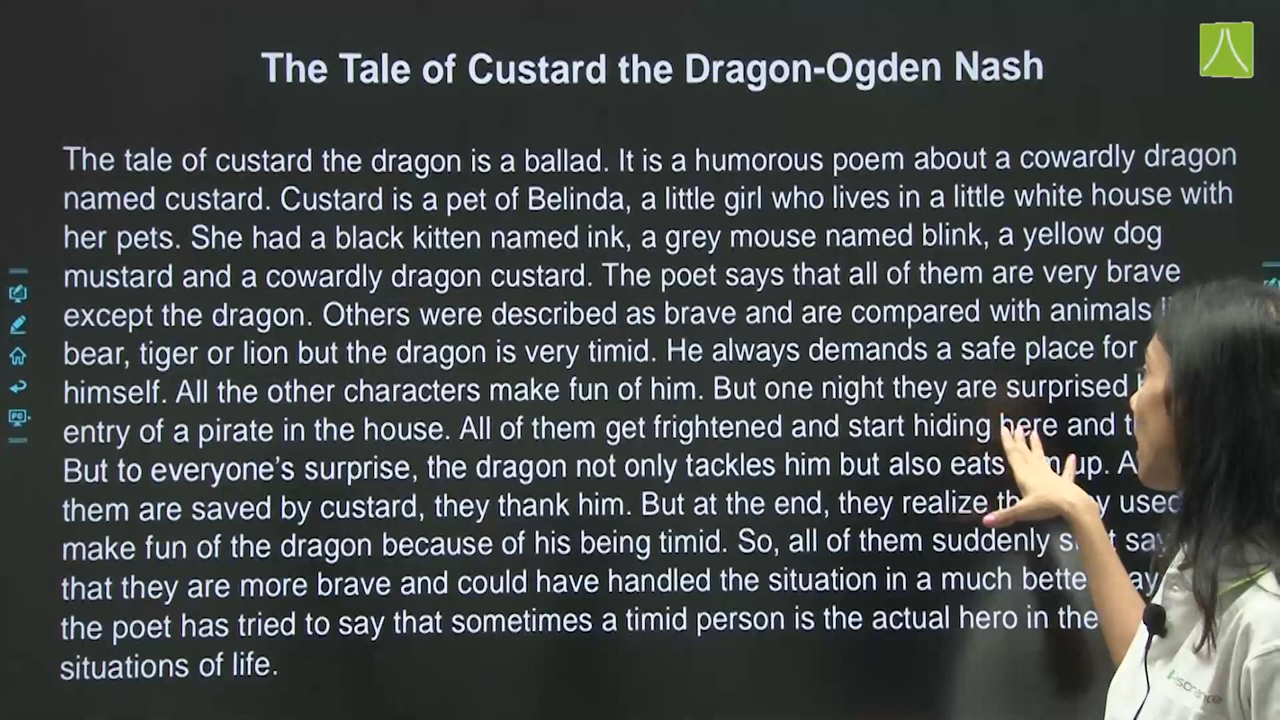 The Tale of Custard the Dragon-Ogden Nash
The tale of custard the dragon is a ballad. It is a humorous poem about a cowardly dragon
named custard. Custard is a pet of Belinda, a little girl who lives in a little white house with
her pets. She had a black kitten named ink, a grey mouse named blink, a yellow dog
mustard and a cowardly dragon custard. The poet says that all of them are very brave
except the dragon. Others were described as brave and are compared with animals
bear, tiger or lion but the dragon is very timid. He always demands a safe place for
himself. All the other characters make fun of him. But one night they are surprised
entry of a pirate in the house. All of them get frightened and start hiding here and
But to everyone's surprise, the dragon not only tackles him but also eats up.
them are saved by custard, they thank him. But at the end, they realize used
make fun of the dragon because of his being timid. So, all of them suddenly
that they are more brave and could have handled the situation in a much
the poet has tried to say that sometimes a timid person is the actual hero in the
situations of life.
PC